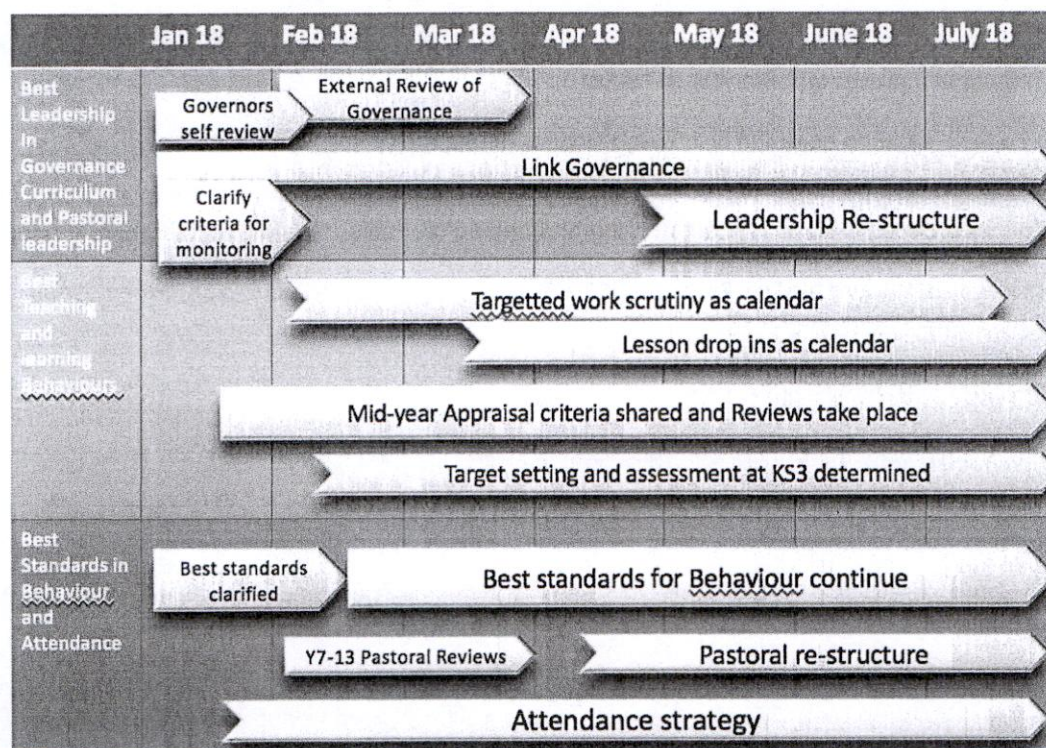 Jan 18 Feb 18 Mar 18 Apr 18 May 18 June 18 July 18
Best
Leadership
In
Governance
Curriculum
and Pastoral
leadership
Governors
self review
External Review of
Governance
Link Governance
Clarify
criteria for
monitoring
Leadership Re-structure
Best
Teaching
and
learning
Behaviours
Targetted work scrutiny as calendar
Lesson drop ins as calendar
Mid-year Appraisal criteria shared and Reviews take place
Target setting and assessment at KS3 determined
Best
Standards in
Behaviour
and
Attendance
Best standards
clarified
Best standards for Behaviour continue
Y7-13 Pastoral Reviews
Pastoral re-structure
Attendance strategy